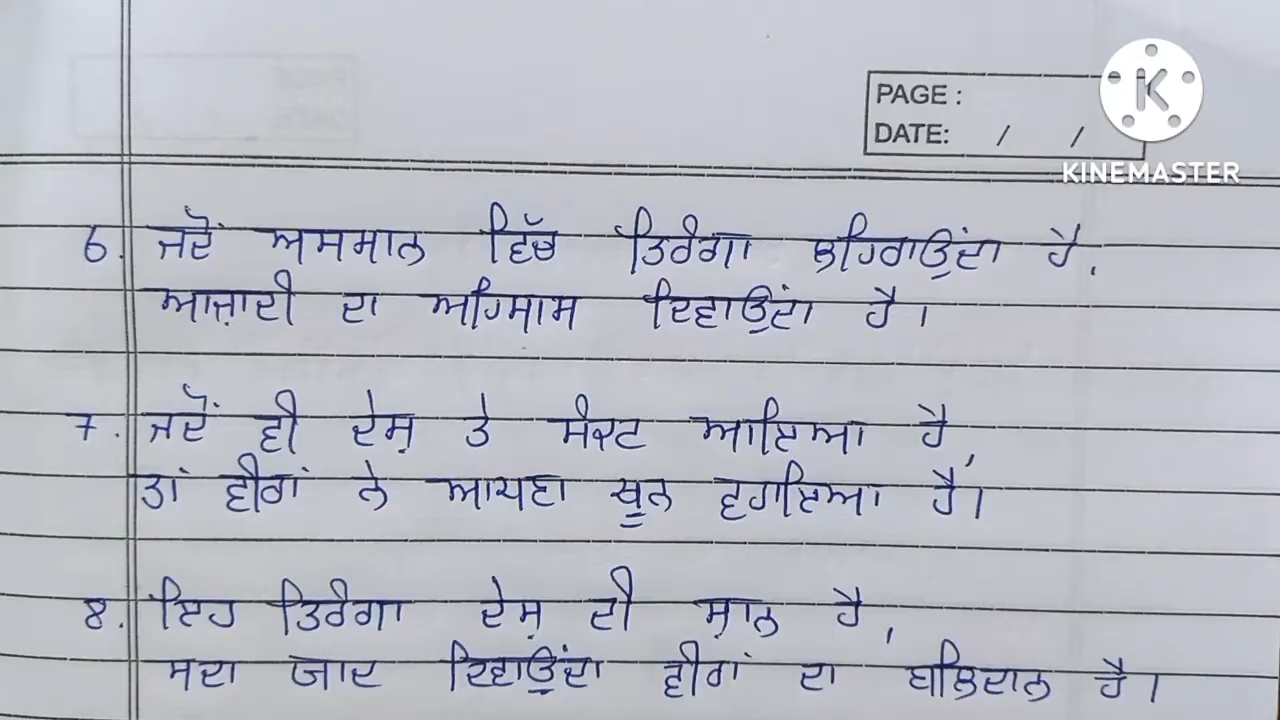 PAGE :
DATE: / /
KINEMASTER
6. ਜਦੋਂ ਅਸਮਾਨ ਵਿੱਚ ਤਿਰੰਗਾ ਲਹਿਰਾਉਂਦਾ ਹੈ,
ਆਜ਼ਾਦੀ ਦਾ ਅਹਿਸਾਸ ਦਿਵਾਉਂਦਾ ਹੈ।
7. ਜਦੋਂ ਵੀ ਦੇਸ਼ ਤੇ ਸੰਕਟ ਆਇਆ ਹੈ,
ਤਾਂ ਵੀਰਾਂ ਨੇ ਆਪਣਾ ਖੂਨ ਵਹਾਇਆ ਹੈ।
8. ਇਹ ਤਿਰੰਗਾ ਦੇਸ਼ ਦੀ ਸ਼ਾਨ ਹੈ,
ਸਦਾ ਯਾਦ ਦਿਵਾਉਂਦਾ ਵੀਰਾਂ ਦਾ ਬਲਿਦਾਨ ਹੈ।